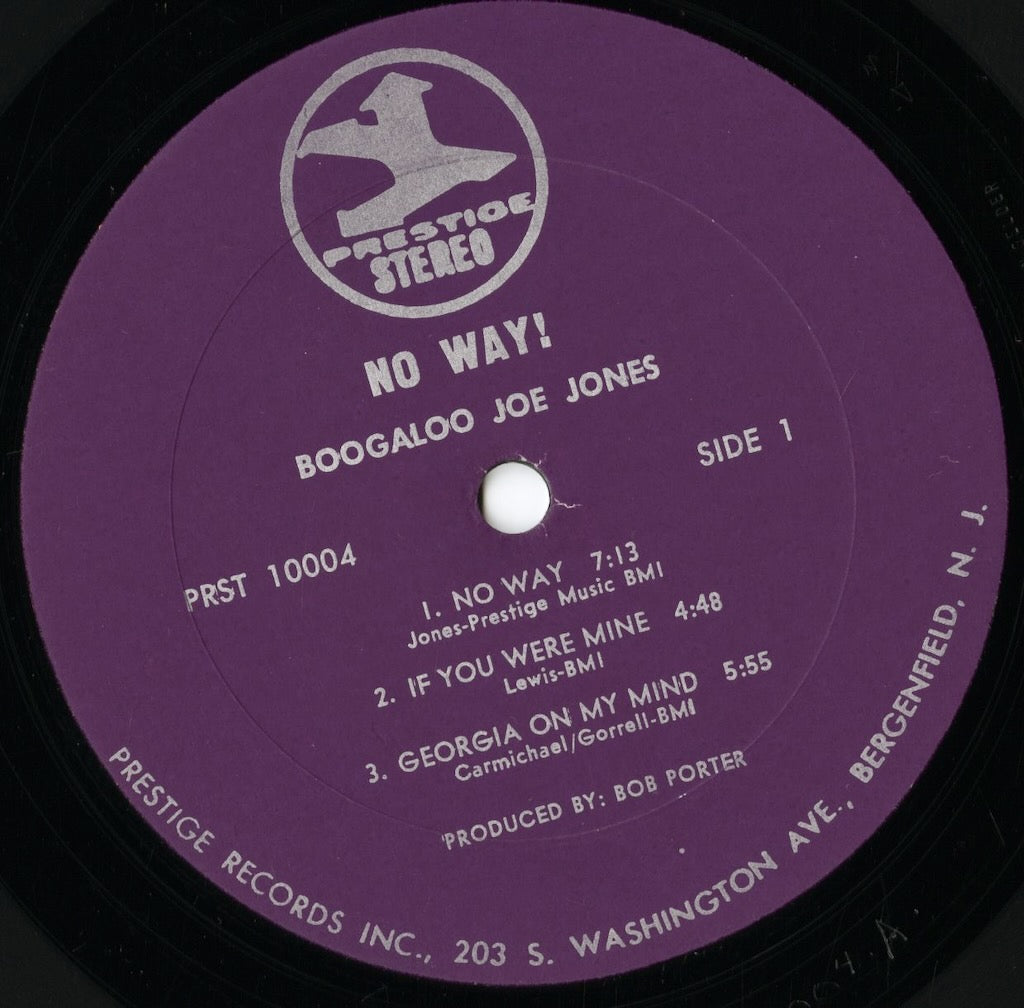 PRESTIGE
STEREO
NO WAY!
BOOGALOO JOE JONES
SIDE 1
PRST 10004
1. NO WAY 7:13
Jones-Prestige Music BMI
2. IF YOU WERE MINE 4:48
Lewis-BMI
3. GEORGIA ON MY MIND 5:55
Carmichael/Gorrell-BMI
PRODUCED BY: BOB PORTER
PRESTIGE RECORDS INC., 203 S. WASHINGTON AVE., BERGENFIELD, N. J.
GELDER